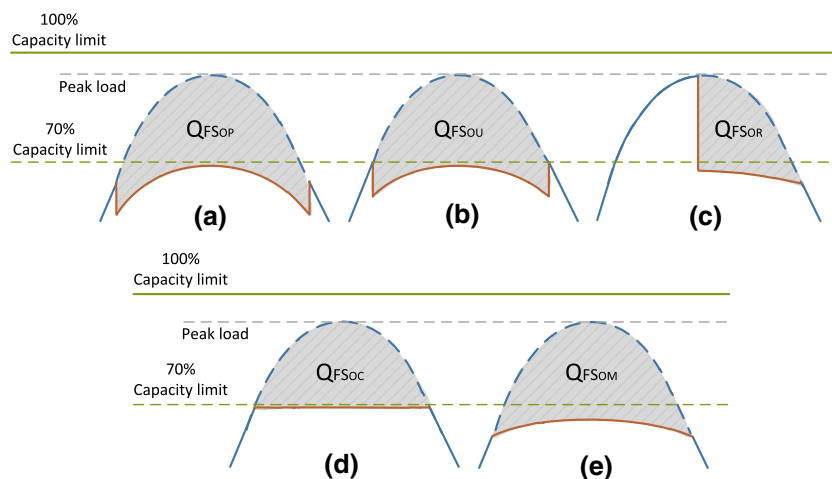 100%
Capacity limit
Peak load
70%
Capacity limit
QFSOP
QFSOU
QFSOR
(a)
(b)
(c)
100%
Capacity limit
Peak load
70%
Capacity limit
QFSOC
QFSOM
(d)
(e)